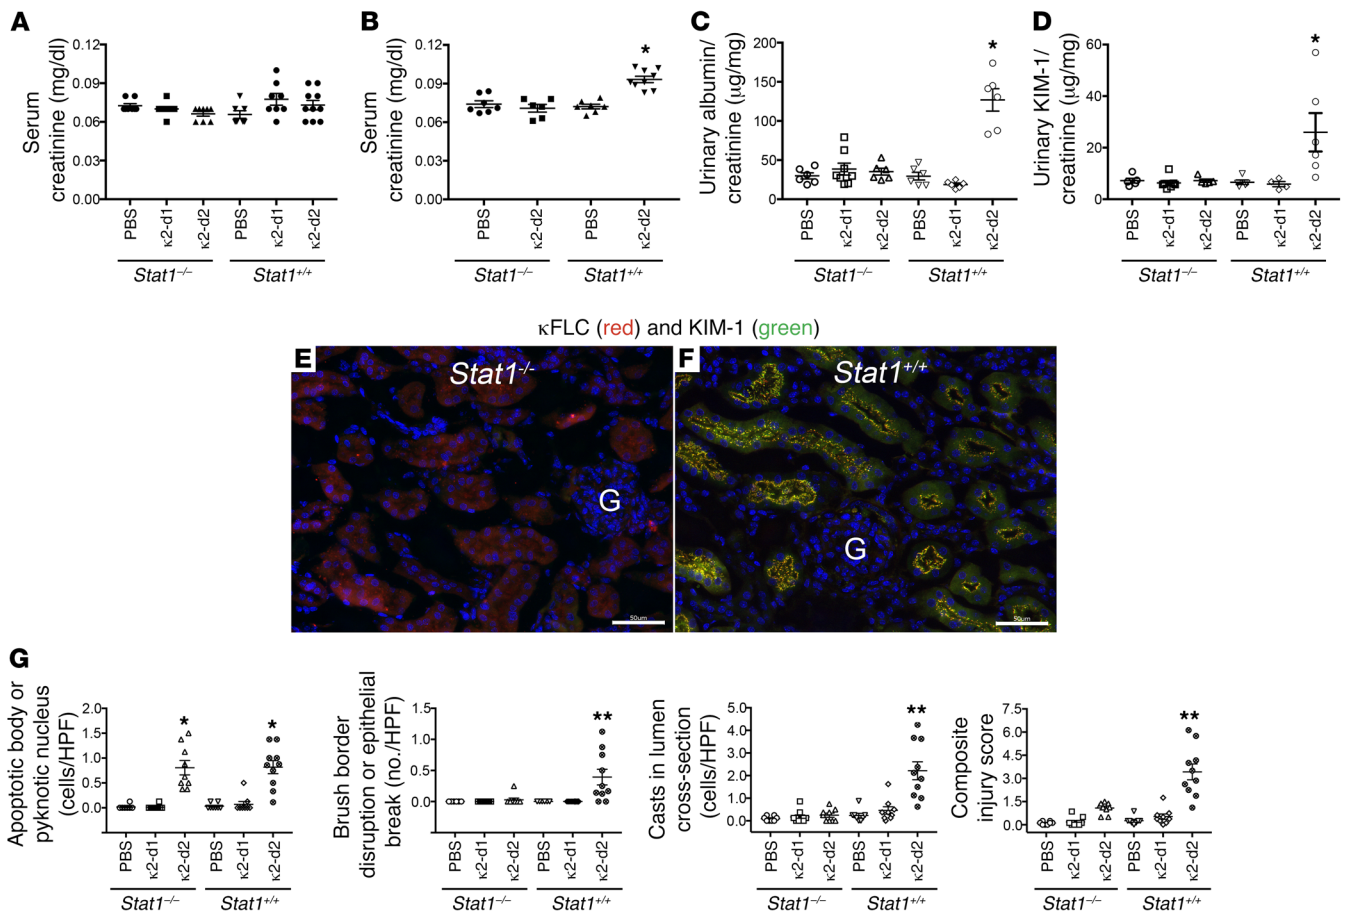 A
Serum
creatinine (mg/dl)
0.12
0.09
0.06
0.03
0.00
PBS
κ2-d1
κ2-d2
PBS
κ2-d1
κ2-d2
Stat1–/–
Stat1+/+
B
Serum
creatinine (mg/dl)
0.12
0.09
0.06
0.03
0.00
*
PBS
κ2-d2
PBS
κ2-d2
Stat1–/–
Stat1+/+
C
Urinary albumin/
creatinine (μg/mg)
200
150
100
50
0
*
PBS
κ2-d1
κ2-d2
PBS
κ2-d1
κ2-d2
Stat1–/–
Stat1+/+
D
Urinary KIM-1/
creatinine (μg/mg)
60
40
20
0
*
PBS
κ2-d1
κ2-d2
PBS
κ2-d1
κ2-d2
Stat1–/–
Stat1+/+
κFLC (red) and KIM-1 (green)
E
Stat1-/-
G
50um
F
Stat1+/+
G
50um
G
Apoptotic body or
pyknotic nucleus
(cells/HPF)
2.0
1.5
1.0
0.5
0.0
*
*
PBS
κ2-d1
κ2-d2
PBS
κ2-d1
κ2-d2
Stat1–/–
Stat1+/+
Brush border
disruption or epithelial
break (no./HPF)
1.5
1.0
0.5
0.0
**
PBS
κ2-d1
κ2-d2
PBS
κ2-d1
κ2-d2
Stat1–/–
Stat1+/+
Casts in lumen
cross-section
(cells/HPF)
5.0
4.0
3.0
2.0
1.0
0.0
**
PBS
κ2-d1
κ2-d2
PBS
κ2-d1
κ2-d2
Stat1–/–
Stat1+/+
Composite
injury score
7.5
6.0
4.5
3.0
1.5
0.0
**
PBS
κ2-d1
κ2-d2
PBS
κ2-d1
κ2-d2
Stat1–/–
Stat1+/+